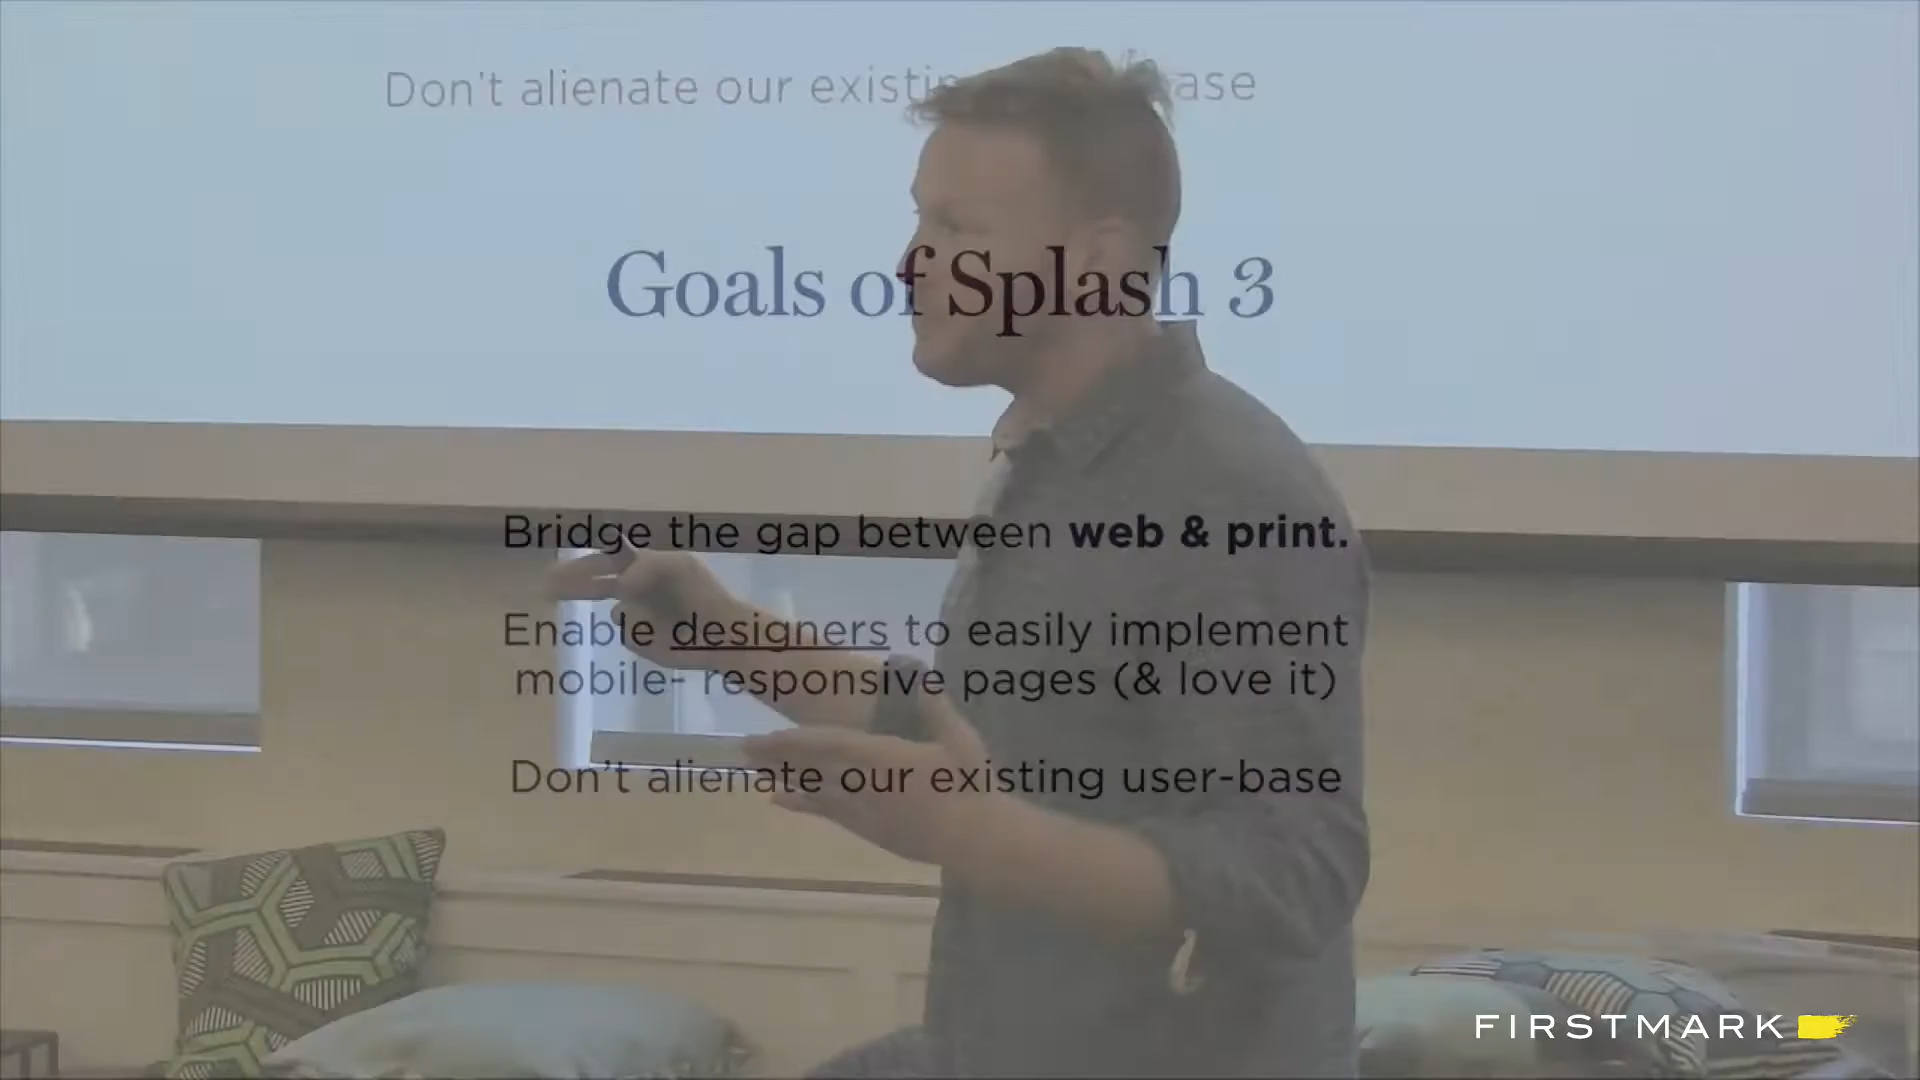 Don't alienate our existin ase
Goals of Splash 3
Bridge the gap between web & print.
Enable designers to easily implement
mobile- responsive pages (& love it)
Don't alienate our existing user-base
FIRSTMARK